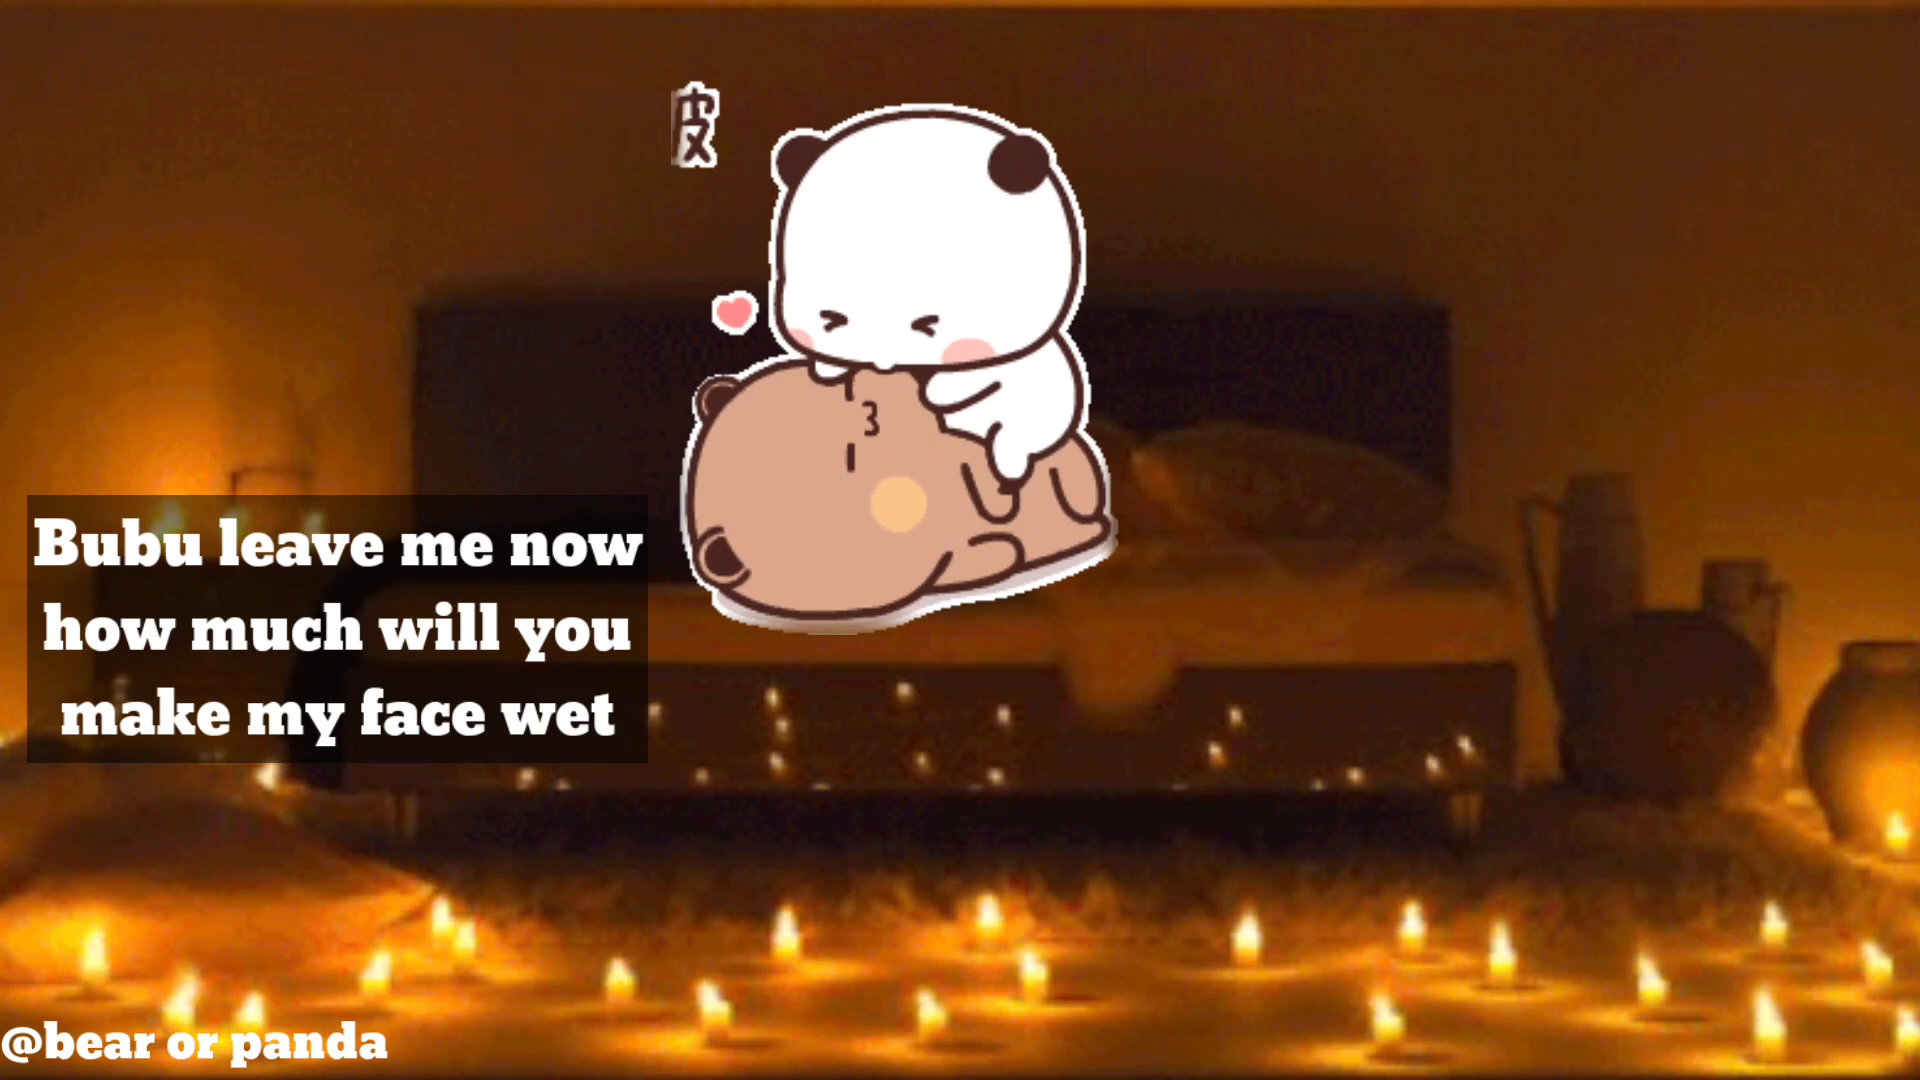 皮
Bubu leave me now
how much will you
make my face wet
@bear or panda